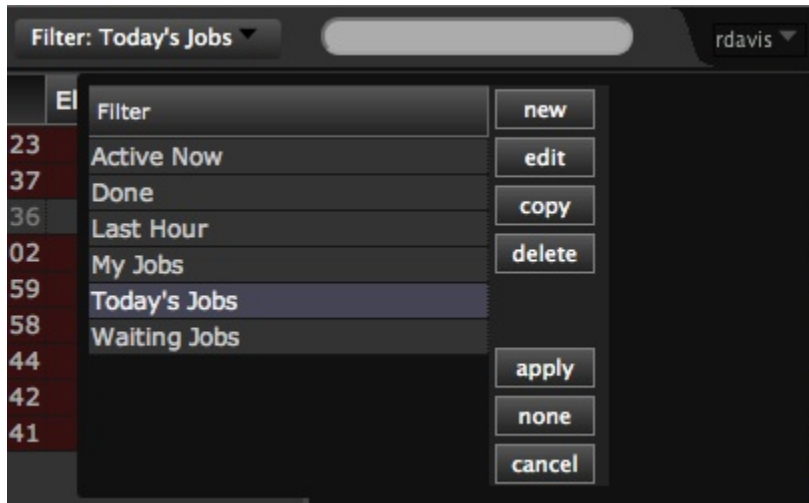 Filter: Today's Jobs
rdavis
El
Filter
new
23
Active Now
edit
37
Done
copy
36
Last Hour
02
My Jobs
delete
59
Today's Jobs
58
Waiting Jobs
44
apply
42
none
41
cancel